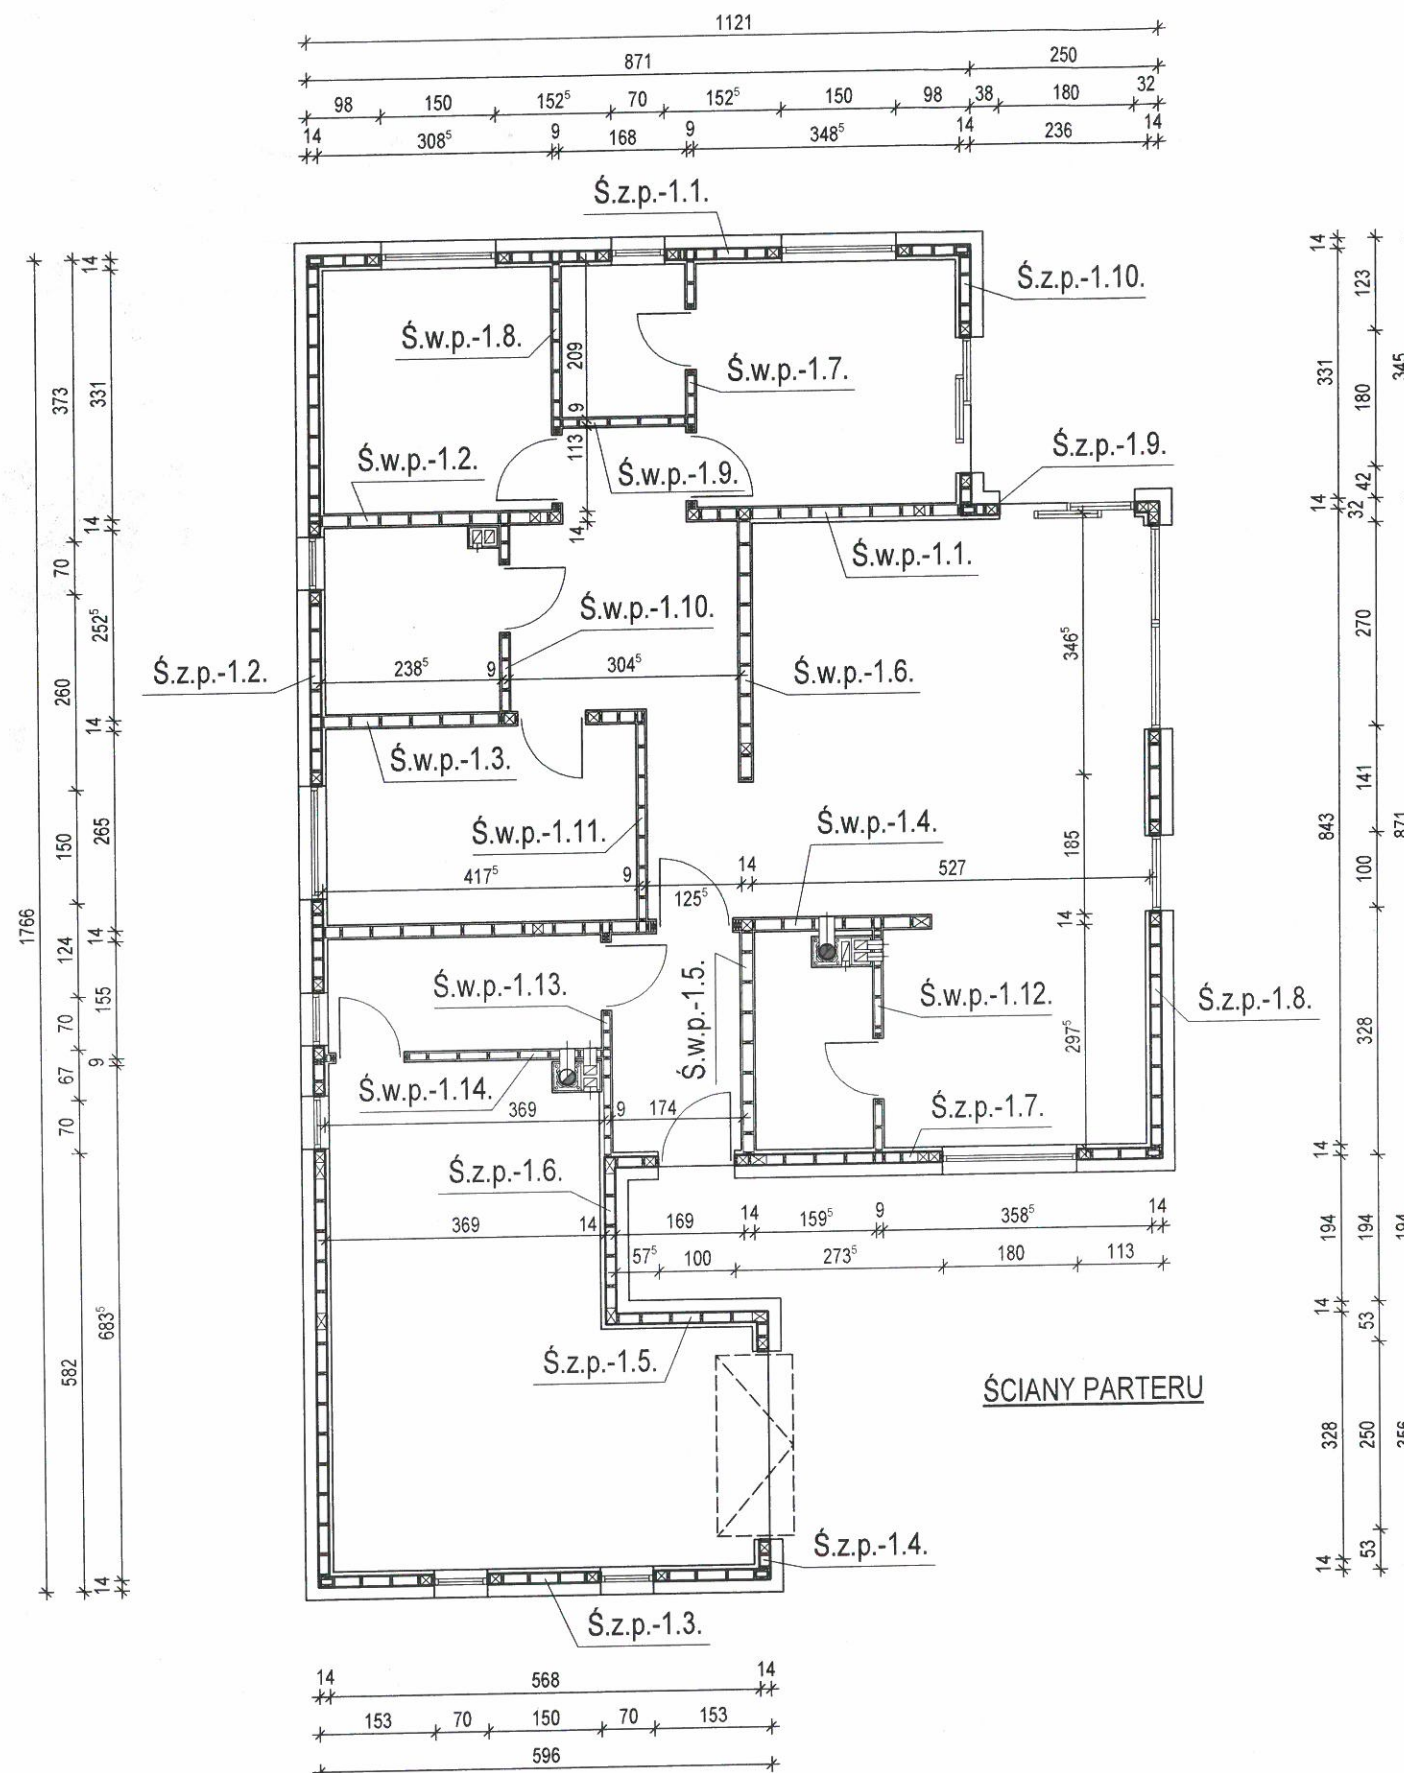 1121
871 250
98 150 152⁵ 70 152⁵ 150 98 38 180 32
14 308⁵ 9 168 9 348⁵ 14 236 14
Ś.z.p.-1.1.
Ś.z.p.-1.10.
Ś.w.p.-1.8.
209
Ś.w.p.-1.7.
9
113
Ś.w.p.-1.2.
Ś.w.p.-1.9.
Ś.z.p.-1.9.
14
Ś.w.p.-1.1.
Ś.w.p.-1.10.
346⁵
Ś.z.p.-1.2.
238⁵ 9 304⁵
Ś.w.p.-1.6.
Ś.w.p.-1.3.
Ś.w.p.-1.11.
Ś.w.p.-1.4.
185
417⁵ 9 125⁵ 14 527
14
Ś.w.p.-1.13.
Ś.w.p.-1.5.
Ś.w.p.-1.12.
Ś.z.p.-1.8.
297⁵
Ś.w.p.-1.14.
369 9 174
Ś.z.p.-1.7.
Ś.z.p.-1.6.
369 14 169 14 159⁵ 9 358⁵ 14
57⁵ 100 273⁵ 180 113
Ś.z.p.-1.5.
ŚCIANY PARTERU
Ś.z.p.-1.4.
Ś.z.p.-1.3.
14 568 14
153 70 150 70 153
596
1766
373 70 260 150 124 70 67 70 582
14 331 14 252⁵ 14 265 14 155 9 683⁵ 14
14 331 14 843 14 194 14 328 14
123 180 42 32 270 141 100 328 194 53 250 53
345 871 194 356